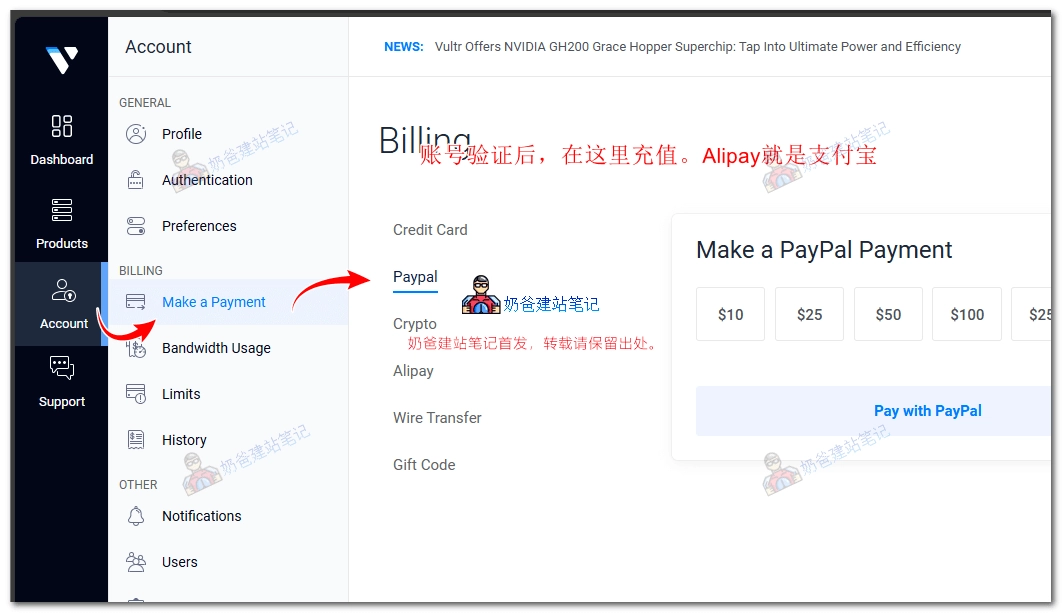 Account
NEWS: Vultr Offers NVIDIA GH200 Grace Hopper Superchip: Tap Into Ultimate Power and Efficiency
Dashboard
Products
Account
Support
GENERAL
Profile
Authentication
Preferences
BILLING
Make a Payment
Bandwidth Usage
Limits
History
OTHER
Notifications
Users
Billing
账号验证后，在这里充值。Alipay就是支付宝
Credit Card
Paypal
Crypto
Alipay
Wire Transfer
Gift Code
奶爸建站笔记
奶爸建站笔记首发，转载请保留出处。
Make a PayPal Payment
$10
$25
$50
$100
Pay with PayPal
奶爸建站笔记
奶爸建站笔记
奶爸建站笔记
奶爸建站笔记